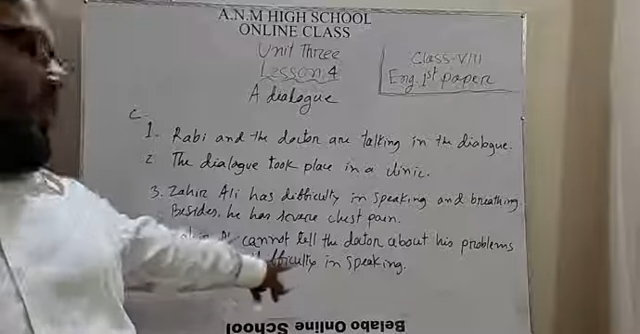 A.N.M HIGH SCHOOL
ONLINE CLASS
Unit Three
Lesson 4
A dialogue
Class-VIII
Eng. 1st paper
C.
1. Rabi and the doctor are talking in the dialogue.
2 The dialogue took place in a clinic.
3. Zahir Ali has difficulty in speaking and breathing
Besides, he has severe chest pain.
cannot tell the doctor about his problems
in speaking.
Belabo Online School